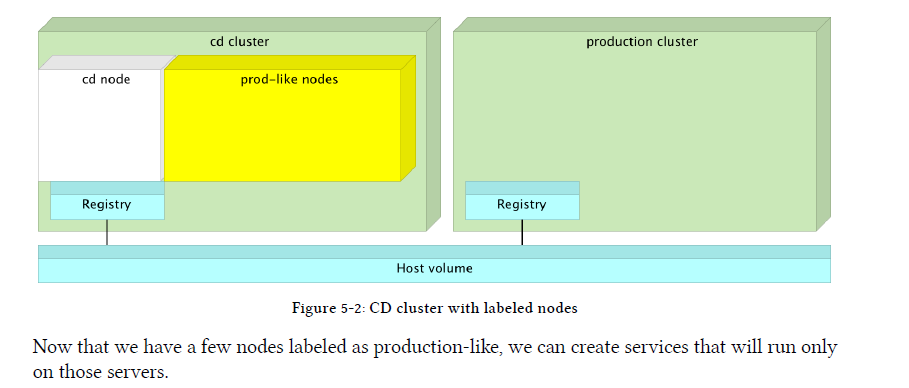 cd cluster
production cluster
cd node
prod-like nodes
Registry
Registry
Host volume
Figure 5-2: CD cluster with labeled nodes
Now that we have a few nodes labeled as production-like, we can create services that will run only
on those servers.